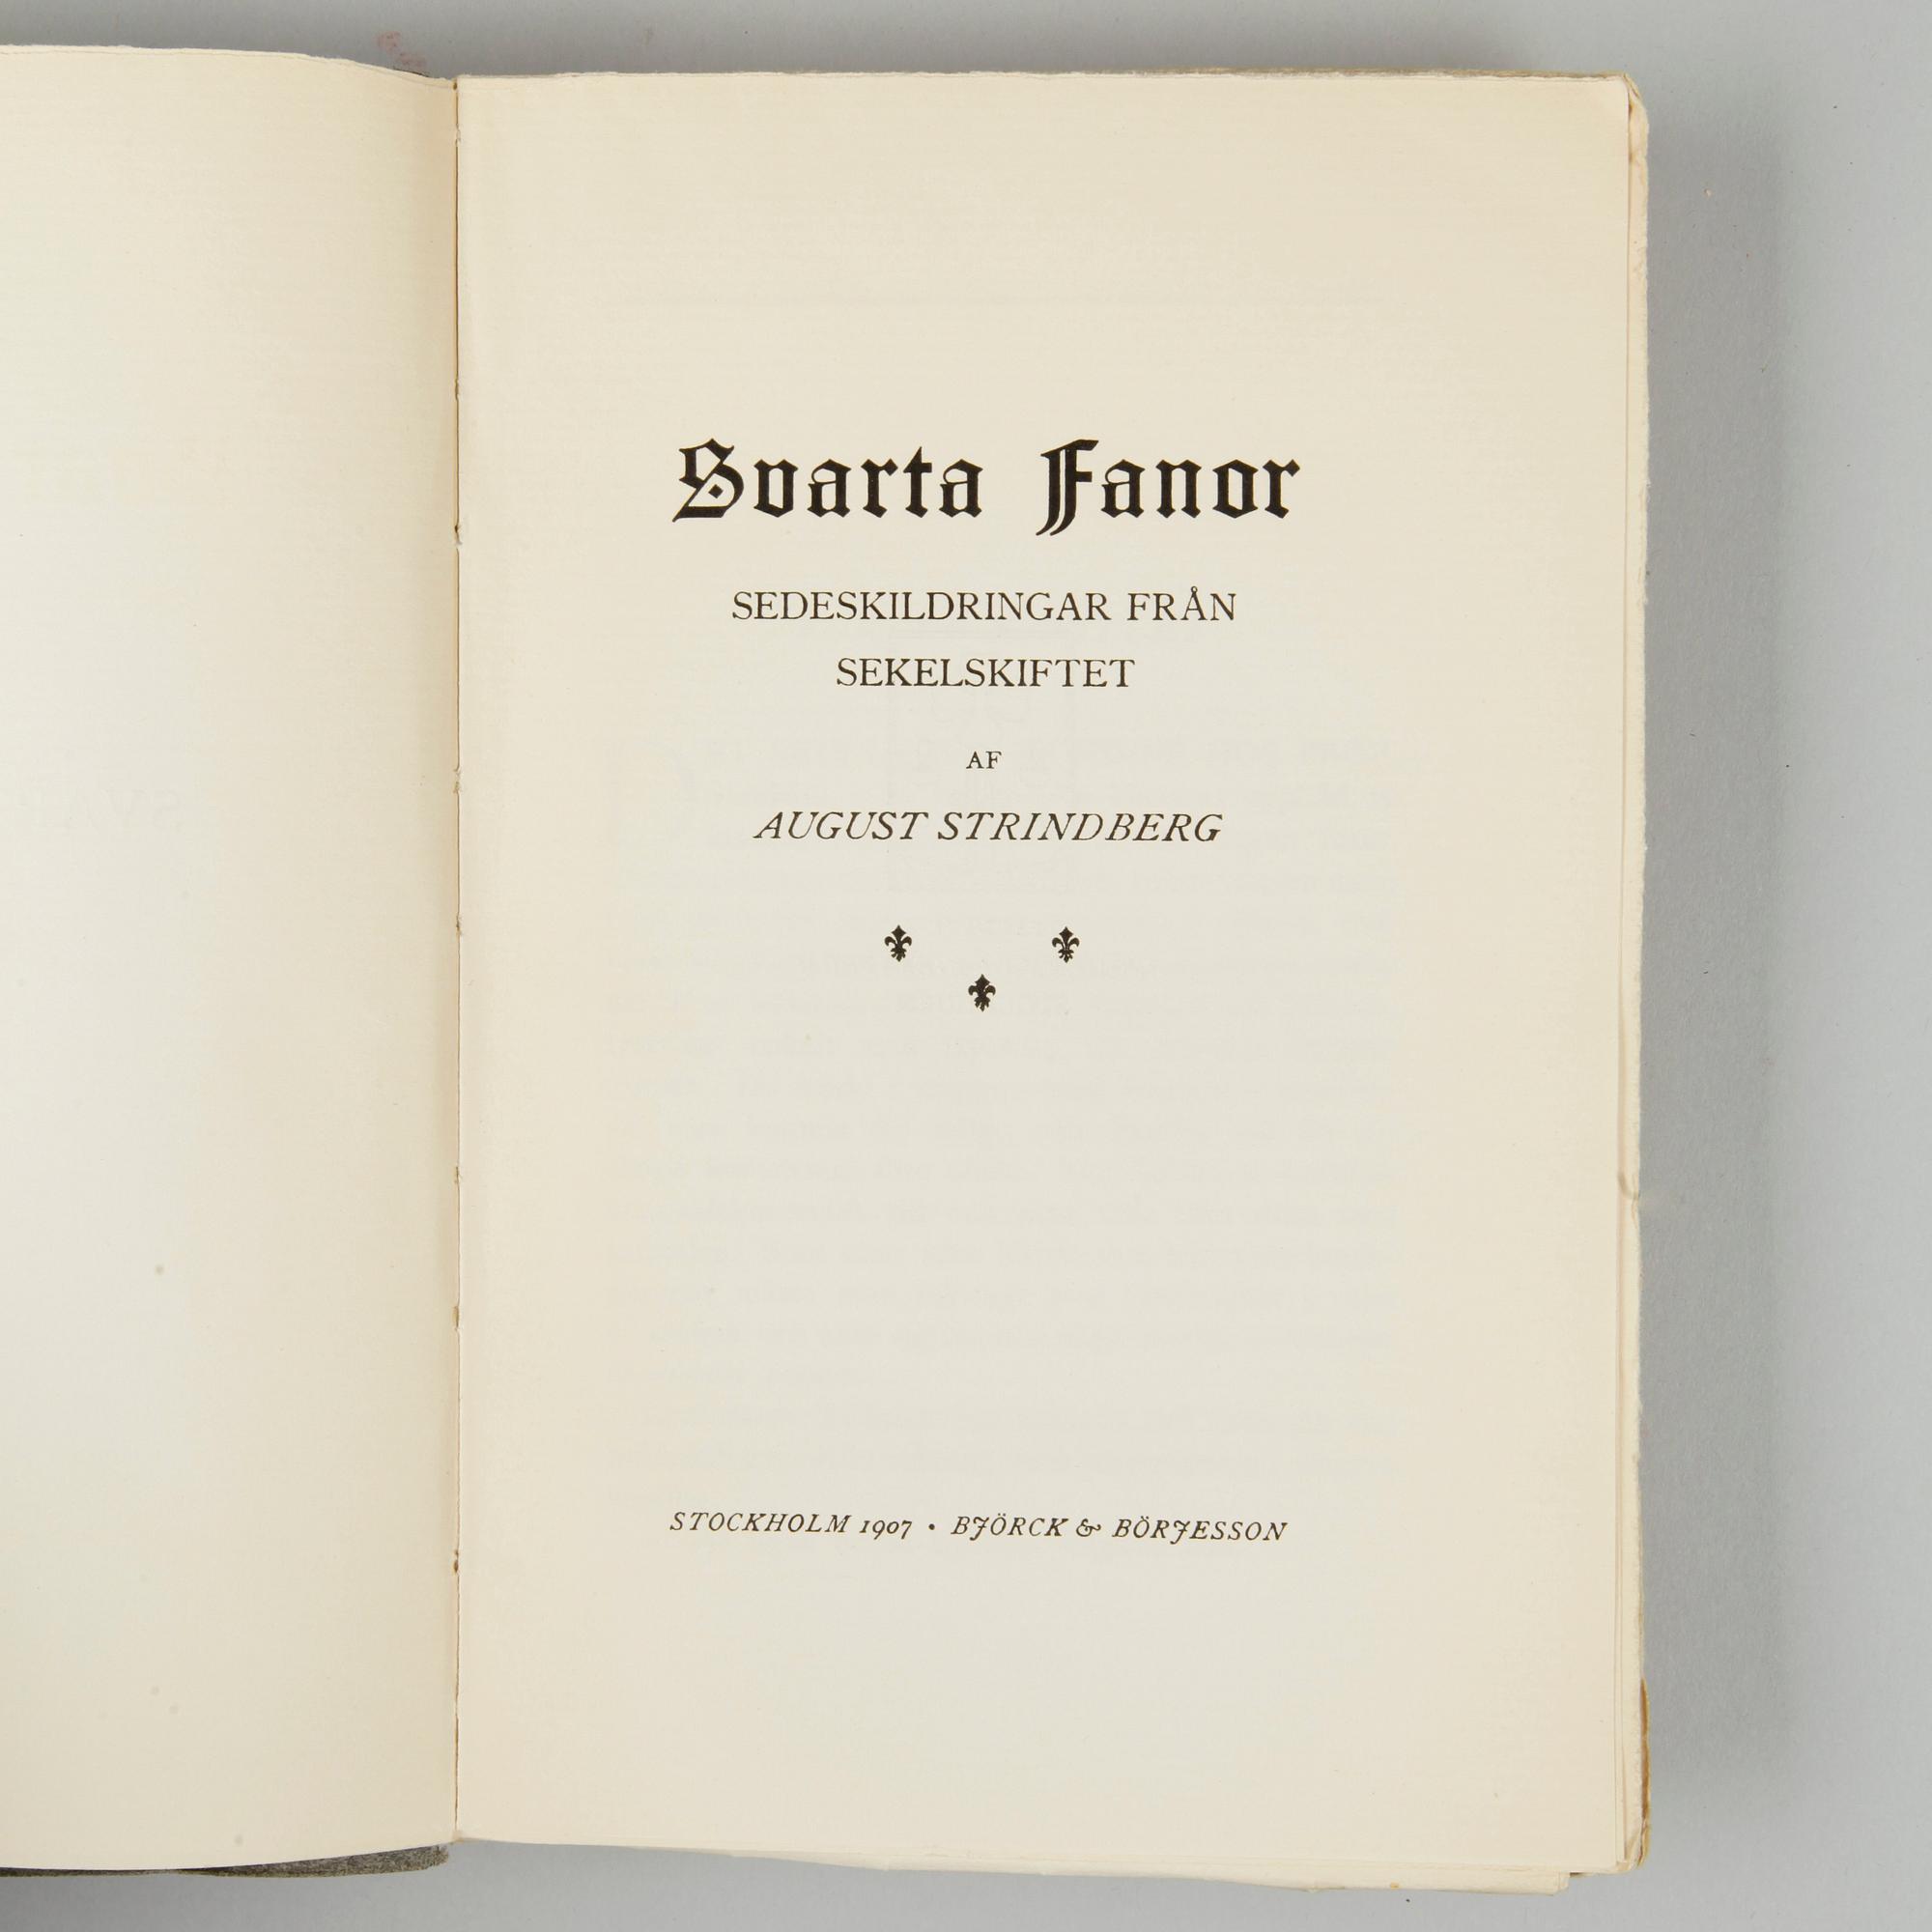 Svarta Fanor
SEDESKILDRINGAR FRÅN
SEKELSKIFTET
AF
AUGUST STRINDBERG
STOCKHOLM 1907 • BJÖRCK & BÖRJESSON